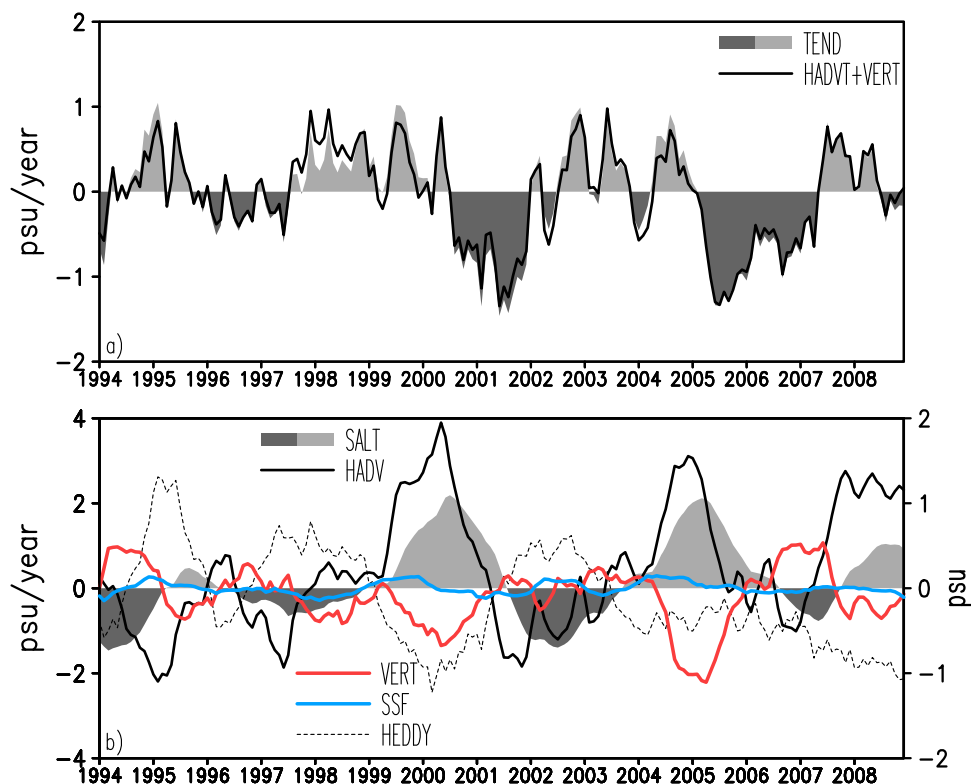 2
TEND
HADVT+VERT
1
0
−1
−2
psu/year
a)
1994 1995 1996 1997 1998 1999 2000 2001 2002 2003 2004 2005 2006 2007 2008
4 2
SALT
HADV
2 1
0 0
−2 −1
−4 −2
psu/year
psu
VERT
SSF
HEDDY
b)
1994 1995 1996 1997 1998 1999 2000 2001 2002 2003 2004 2005 2006 2007 2008